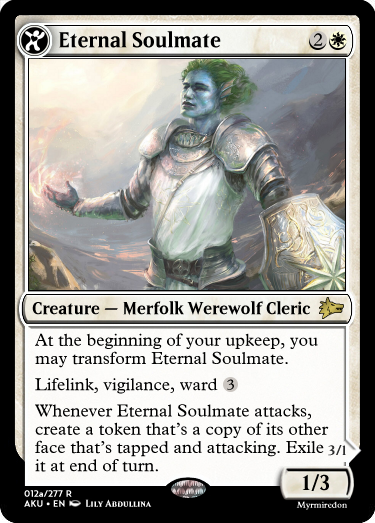 Eternal Soulmate 2
Creature — Merfolk Werewolf Cleric
At the beginning of your upkeep, you
may transform Eternal Soulmate.
Lifelink, vigilance, ward 3
Whenever Eternal Soulmate attacks,
create a token that's a copy of its other
face that's tapped and attacking. Exile
it at end of turn.
3/1
1/3
012a/277 R
AKU • EN Lily Abdullina
Myrmiredon